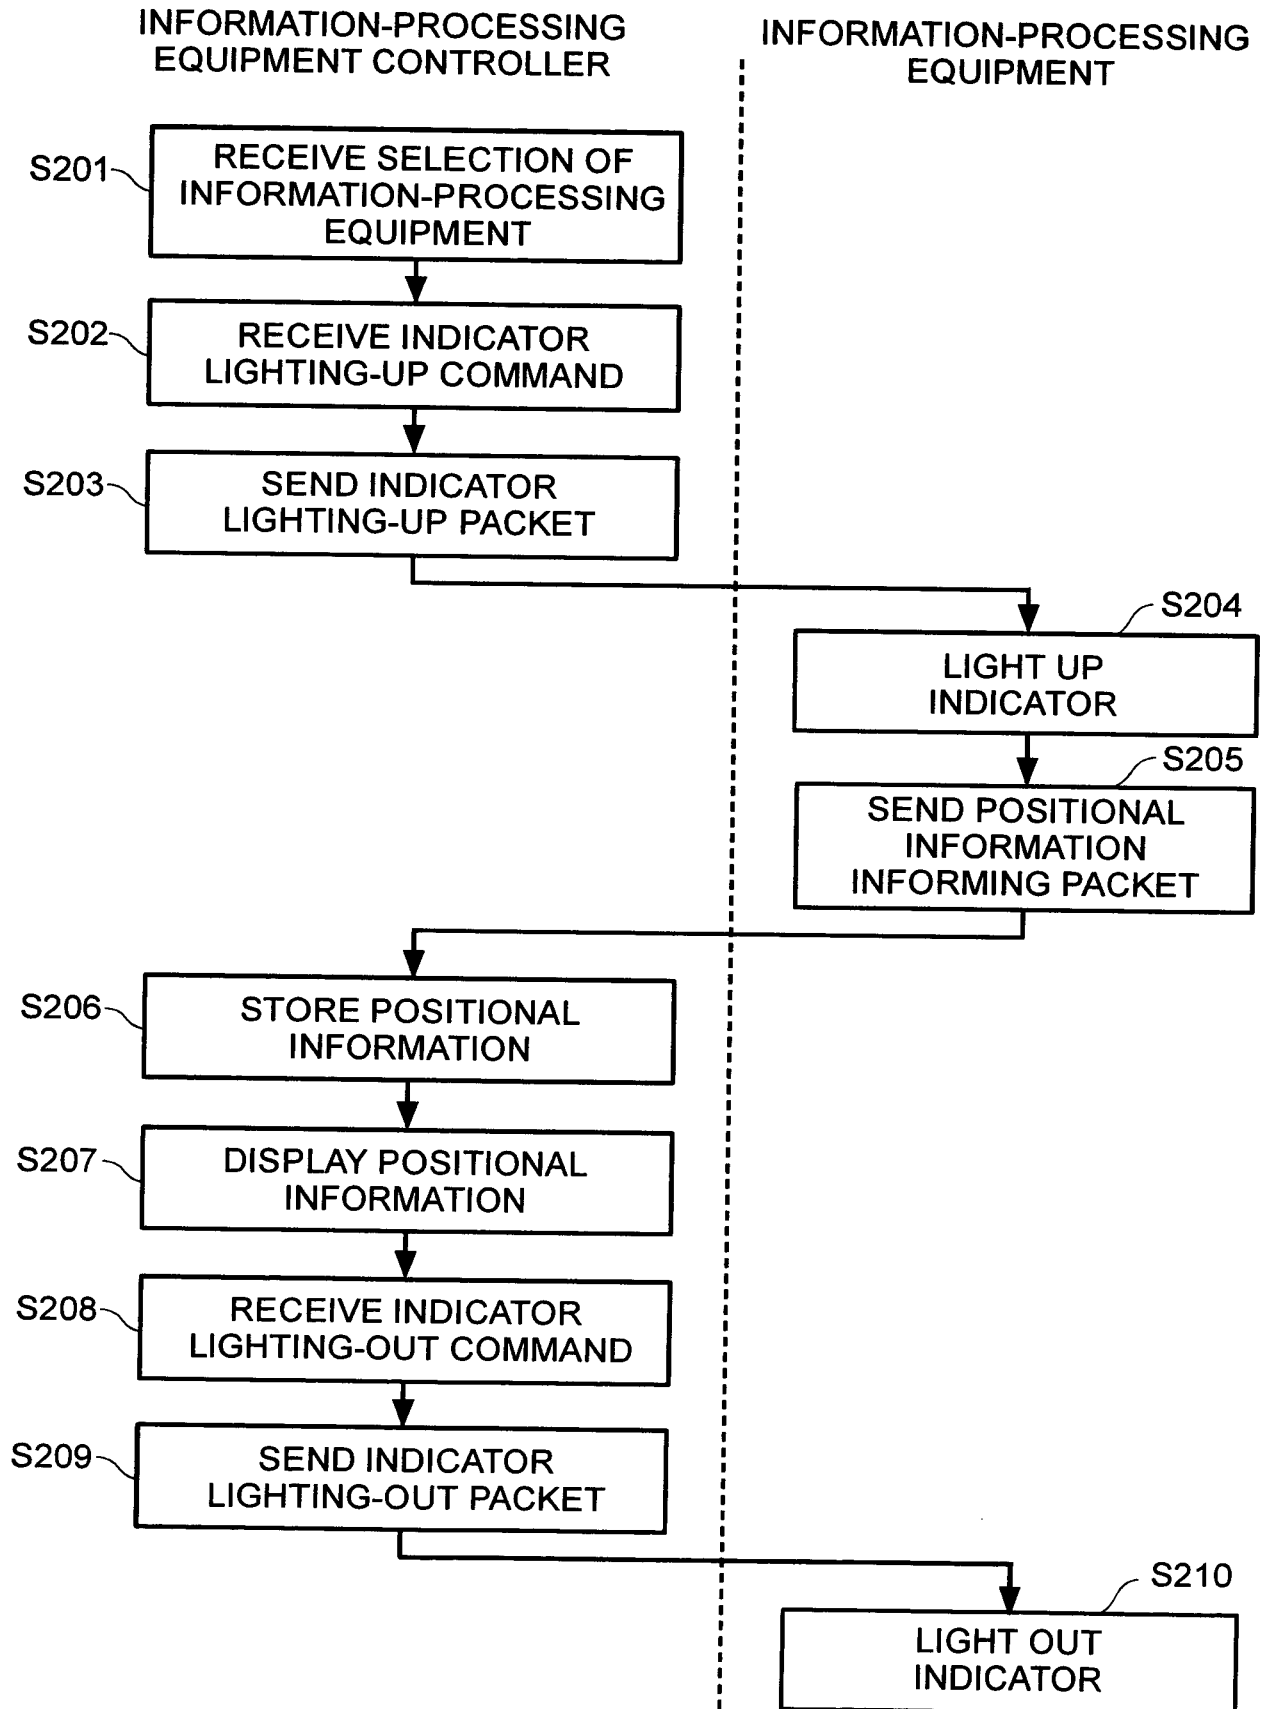 INFORMATION-PROCESSING
EQUIPMENT CONTROLLER
INFORMATION-PROCESSING
EQUIPMENT
S201
RECEIVE SELECTION OF
INFORMATION-PROCESSING
EQUIPMENT
S202
RECEIVE INDICATOR
LIGHTING-UP COMMAND
S203
SEND INDICATOR
LIGHTING-UP PACKET
S204
LIGHT UP
INDICATOR
S205
SEND POSITIONAL
INFORMATION
INFORMING PACKET
S206
STORE POSITIONAL
INFORMATION
S207
DISPLAY POSITIONAL
INFORMATION
S208
RECEIVE INDICATOR
LIGHTING-OUT COMMAND
S209
SEND INDICATOR
LIGHTING-OUT PACKET
S210
LIGHT OUT
INDICATOR